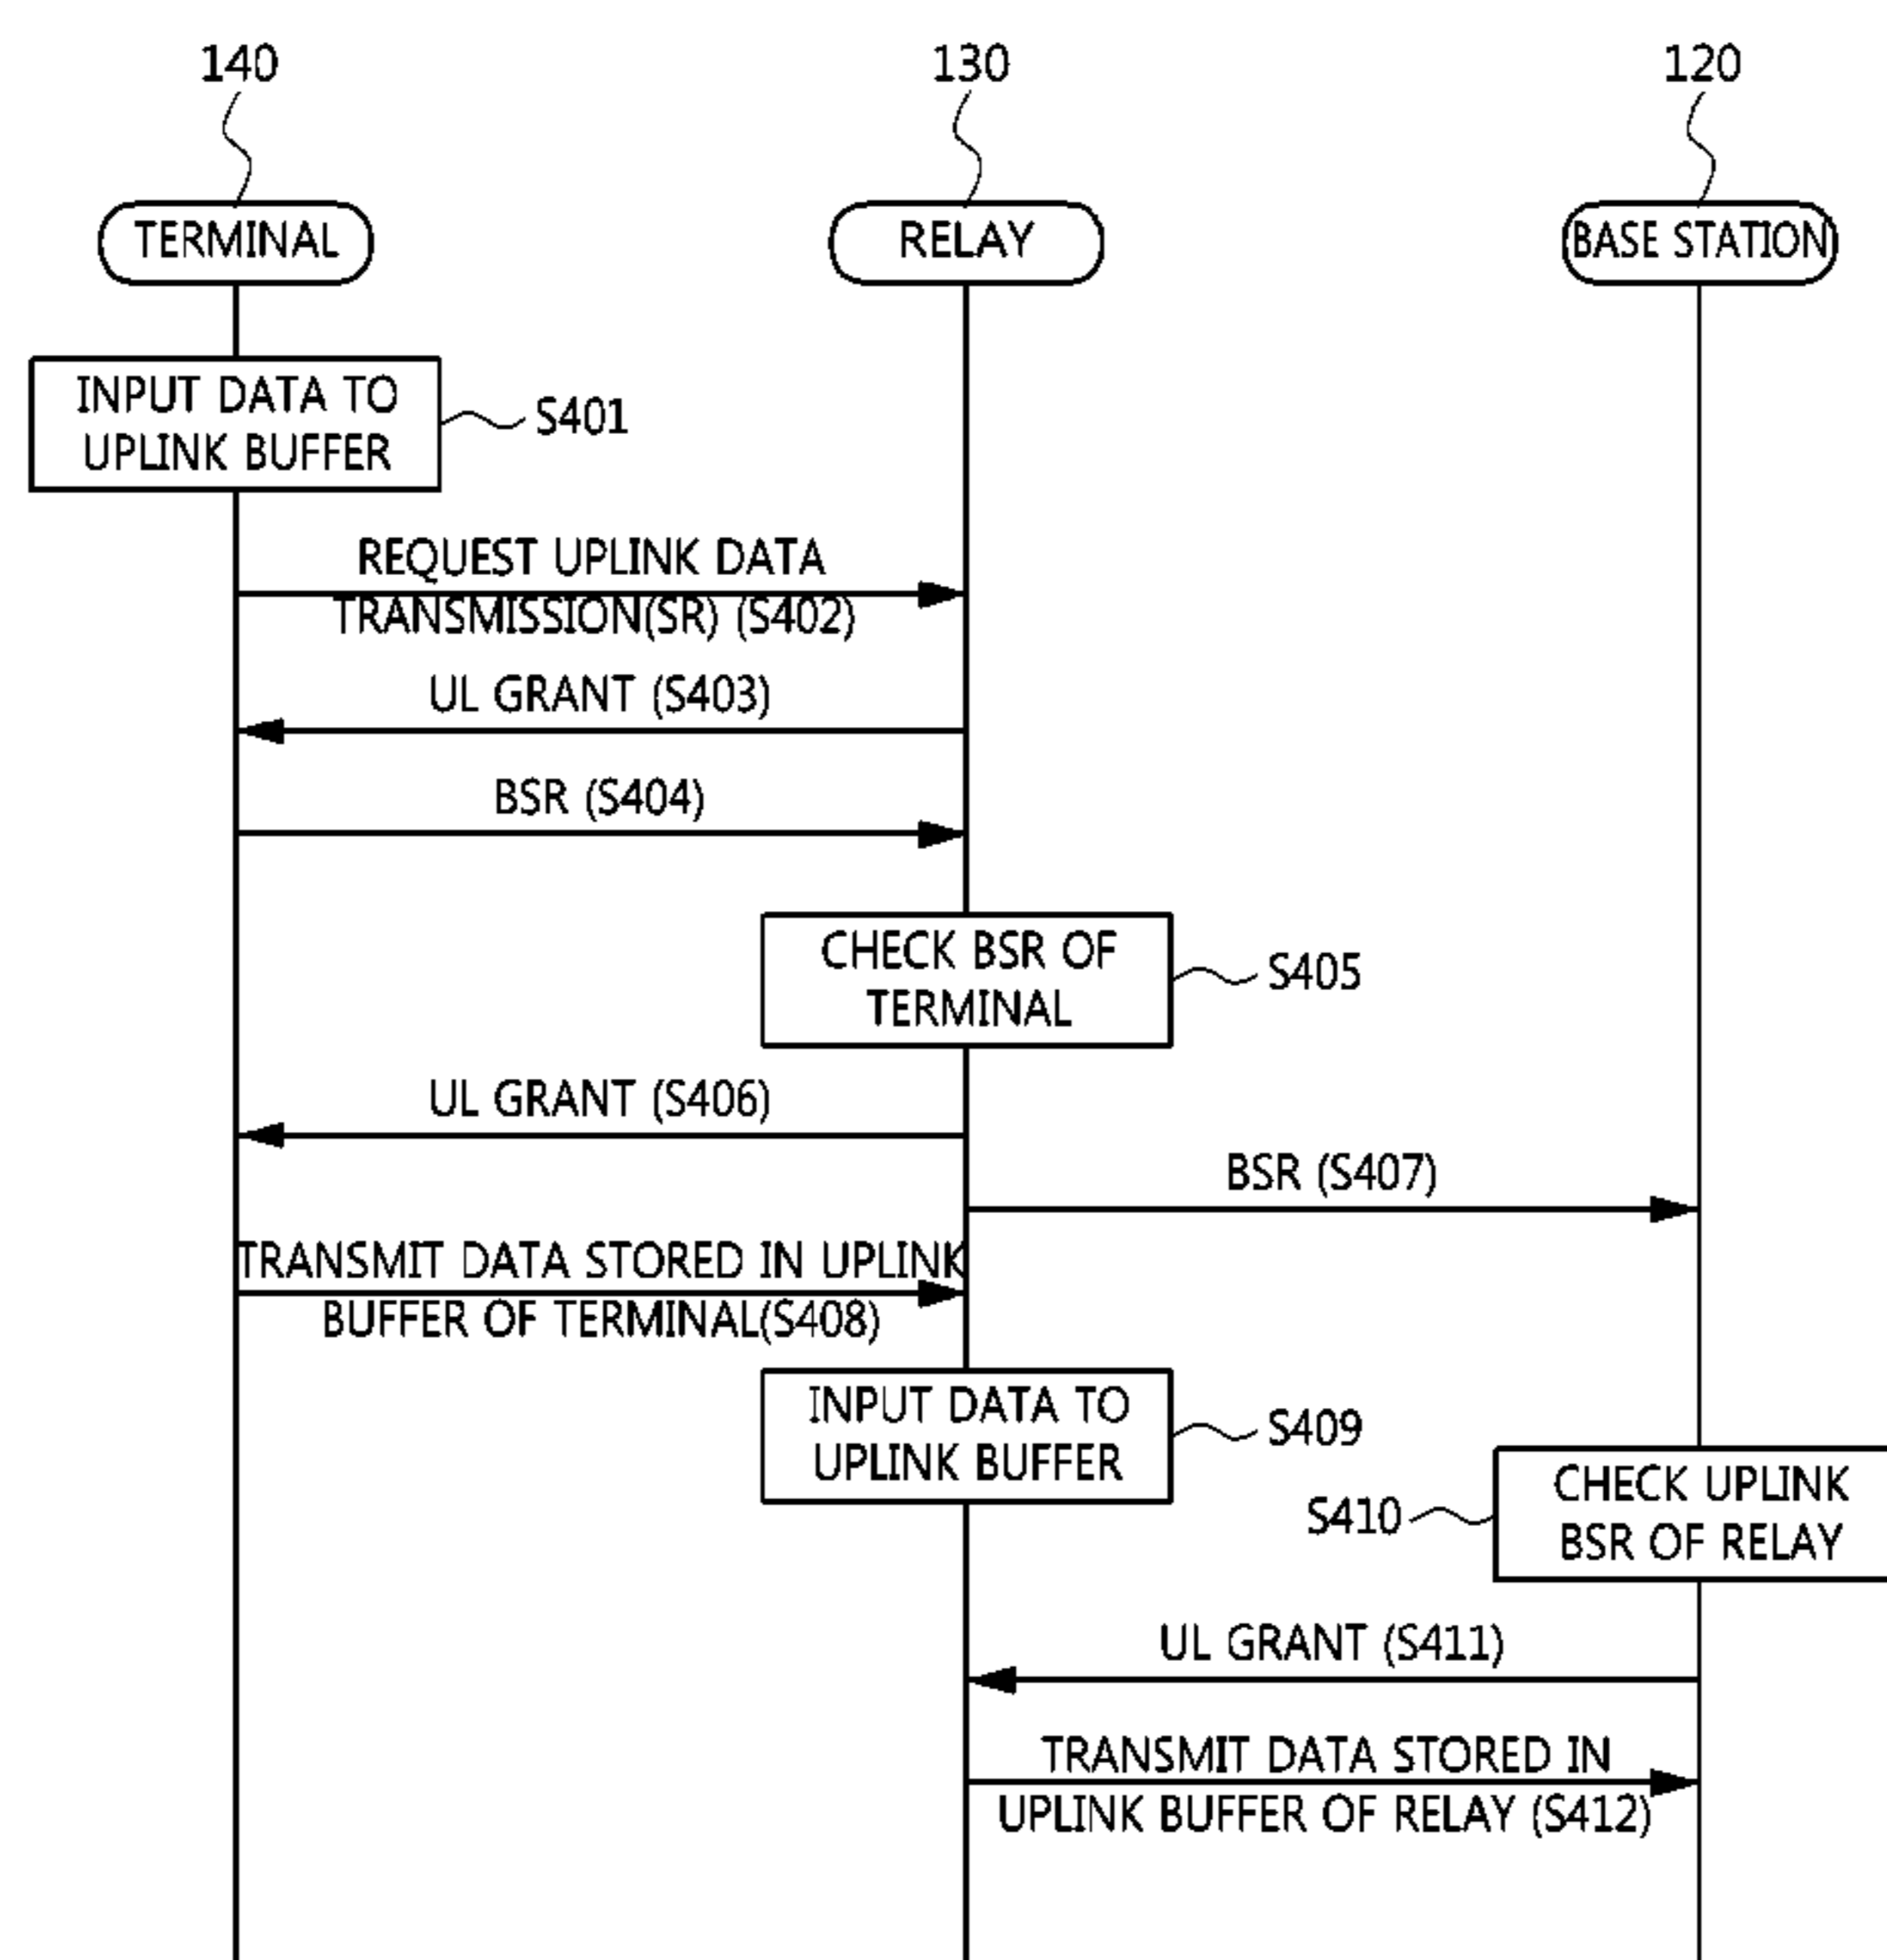 140
130
120
TERMINAL
RELAY
BASE STATION
INPUT DATA TO
UPLINK BUFFER
S401
REQUEST UPLINK DATA
TRANSMISSION(SR) (S402)
UL GRANT (S403)
BSR (S404)
CHECK BSR OF
TERMINAL
S405
UL GRANT (S406)
BSR (S407)
TRANSMIT DATA STORED IN UPLINK
BUFFER OF TERMINAL(S408)
INPUT DATA TO
UPLINK BUFFER
S409
S410
CHECK UPLINK
BSR OF RELAY
UL GRANT (S411)
TRANSMIT DATA STORED IN
UPLINK BUFFER OF RELAY (S412)